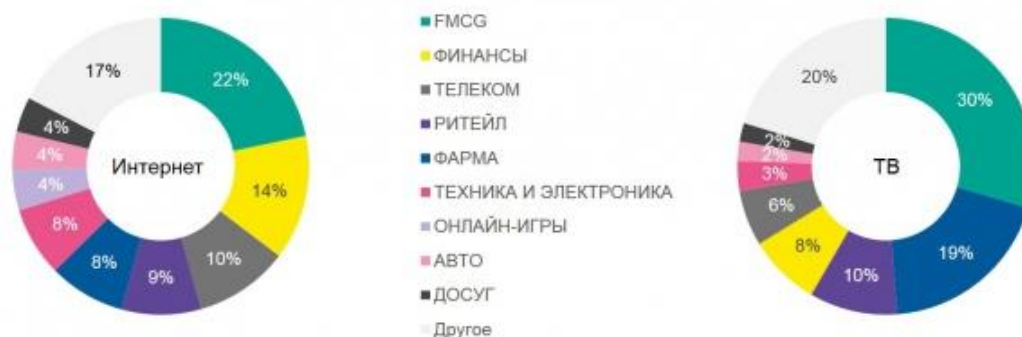 22%
14%
10%
9%
8%
8%
4%
4%
4%
17%
Интернет
FMCG
ФИНАНСЫ
ТЕЛЕКОМ
РИТЕЙЛ
ФАРМА
ТЕХНИКА И ЭЛЕКТРОНИКА
ОНЛАЙН-ИГРЫ
АВТО
ДОСУГ
Другое
30%
19%
10%
8%
6%
3%
2%
2%
20%
ТВ